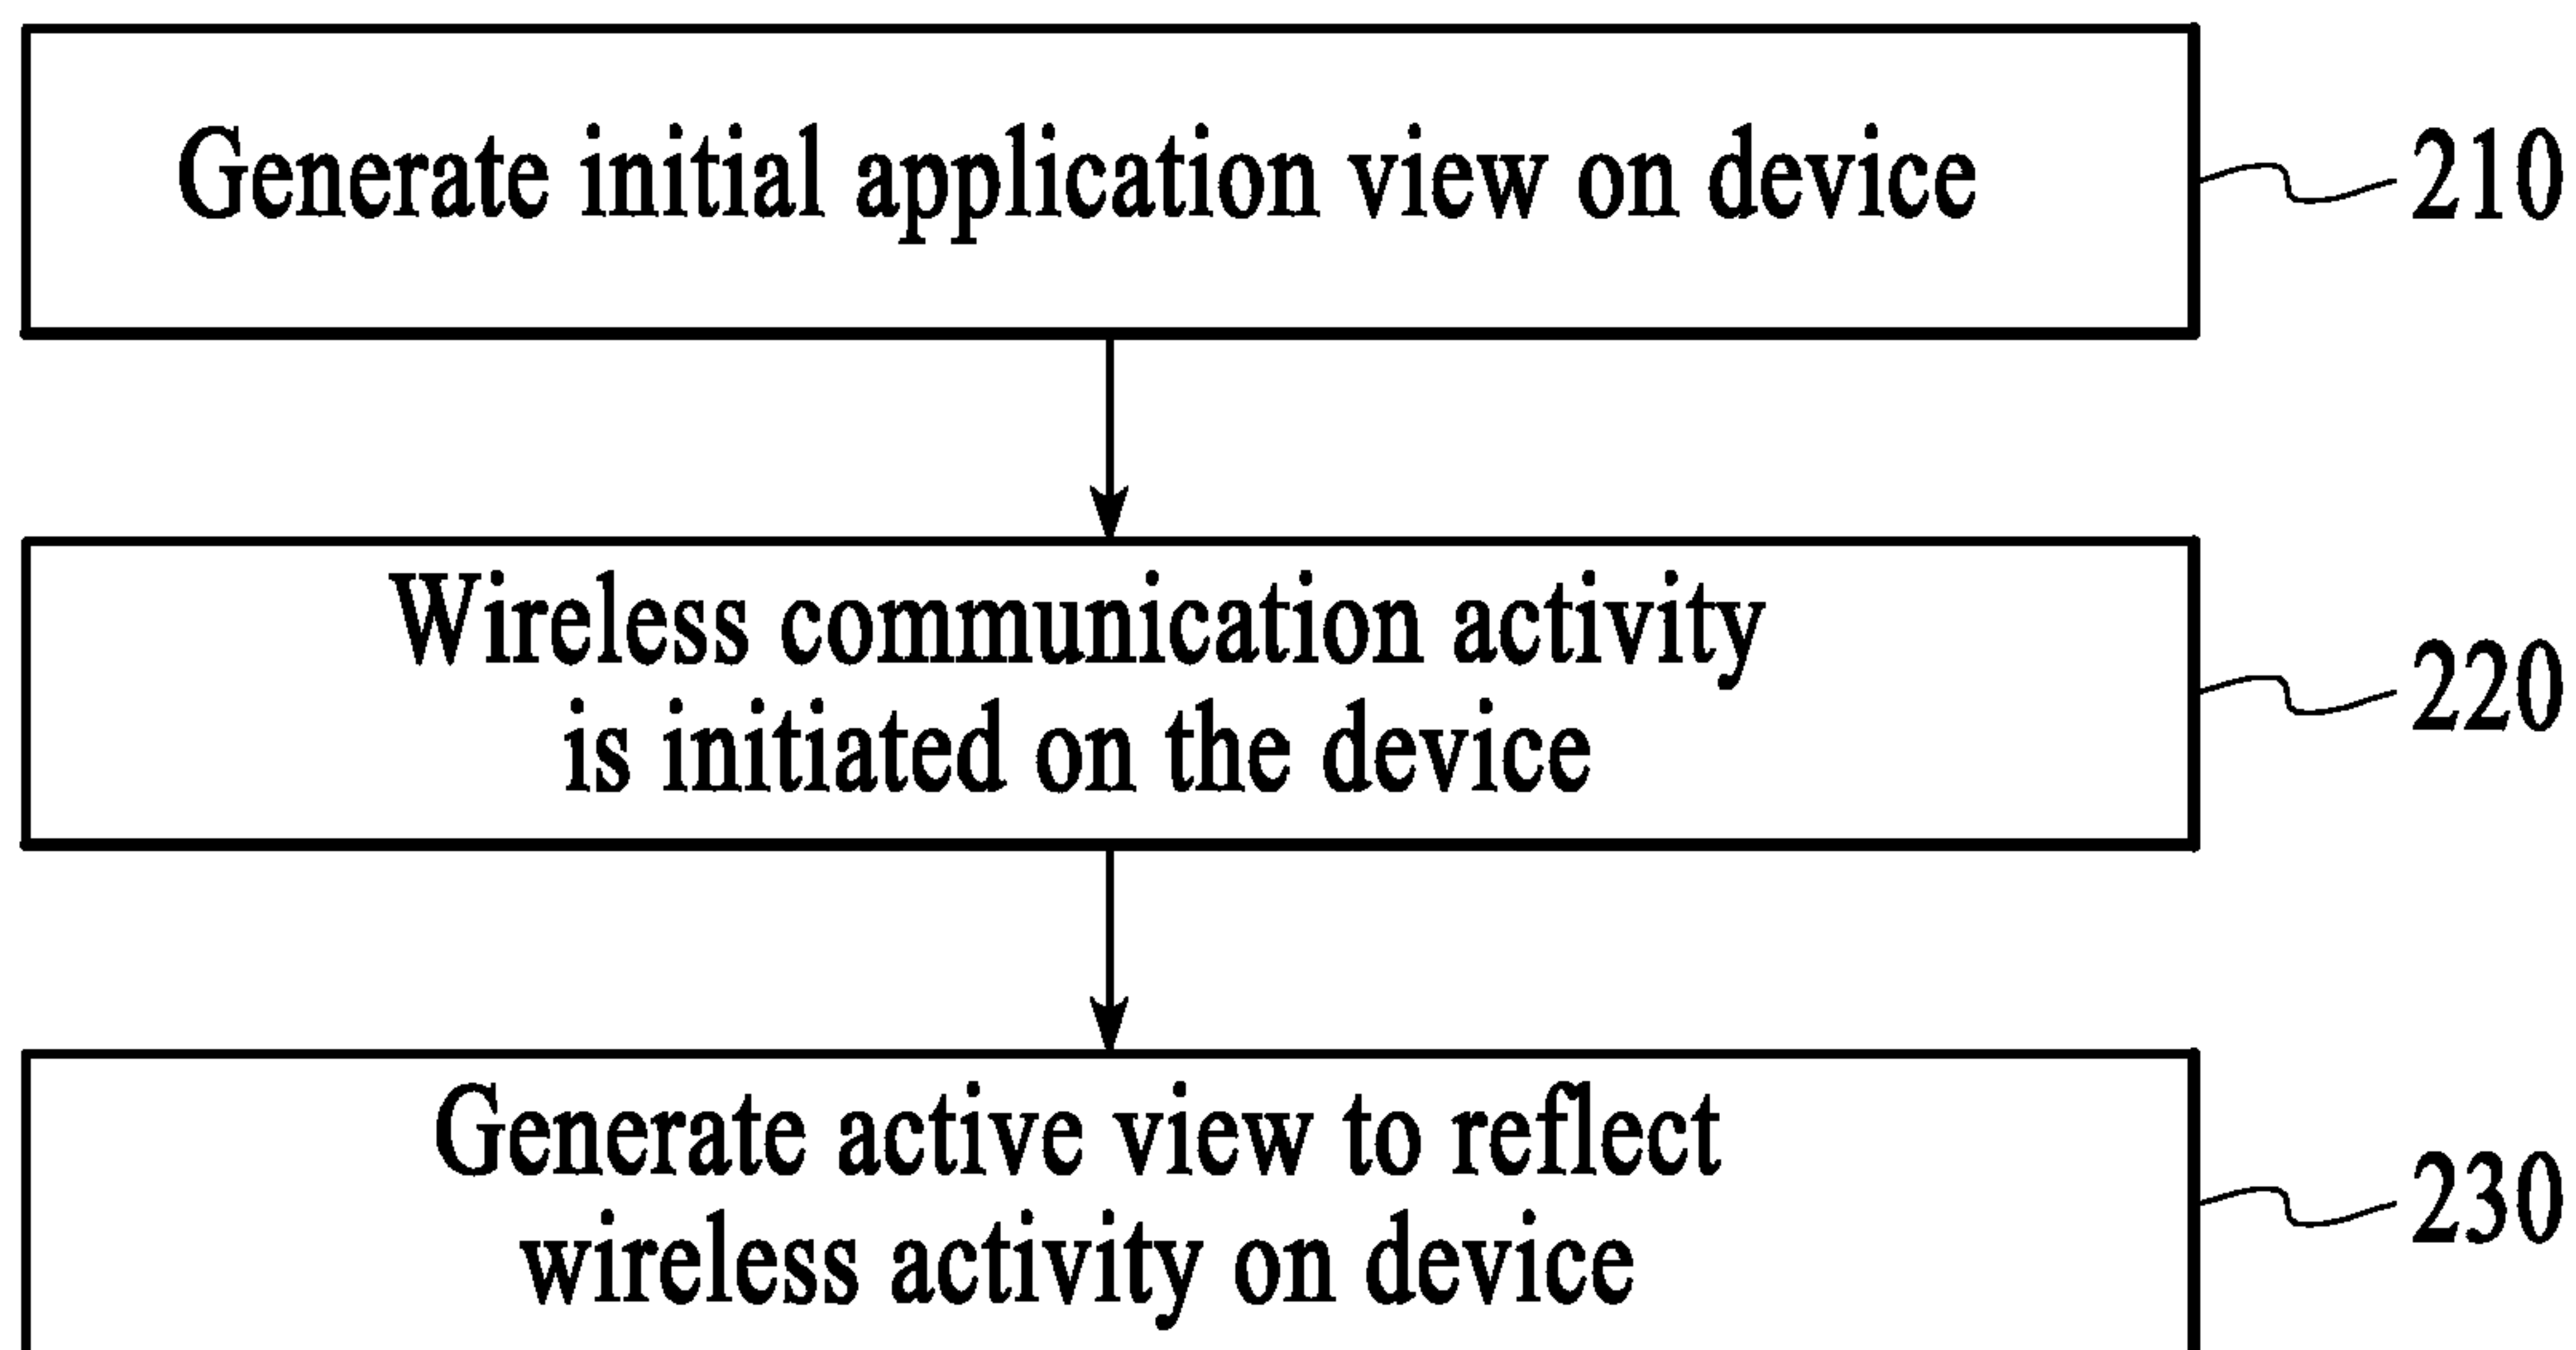 Generate initial application view on device
210
Wireless communication activity
is initiated on the device
220
Generate active view to reflect
wireless activity on device
230